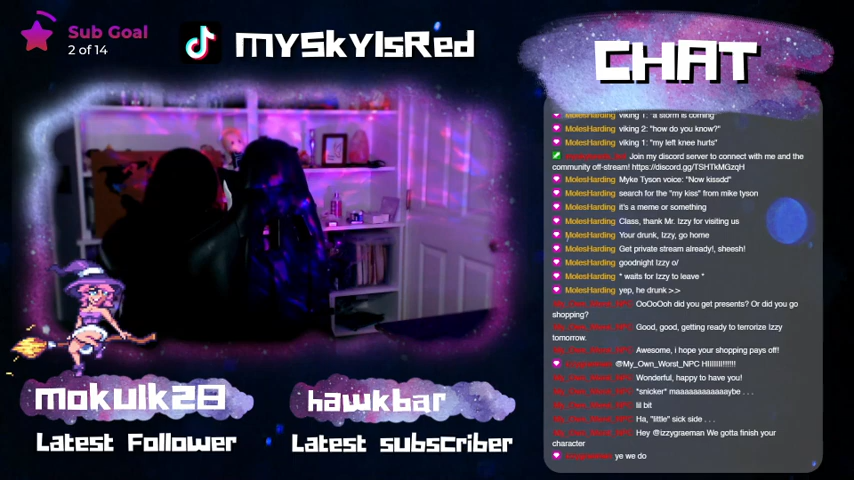 Sub Goal
2 of 14
MYSkYIsRed
CHAT
MolesHarding viking 1: "a storm is coming
MolesHarding viking 2: "how do you know?"
MolesHarding viking 1: "my left knee hurts"
Join my discord server to connect with me and the
community off-stream! https://discord.gg/TSHTkMGzqH
MolesHarding Myke Tyson voice: "Now kissdd"
MolesHarding search for the "my kiss" from mike tyson
MolesHarding it's a meme or something
MolesHarding Class, thank Mr. Izzy for visiting us
MolesHarding Your drunk, Izzy, go home
MolesHarding Get private stream already!, sheesh!
MolesHarding goodnight Izzy o/
MolesHarding * waits for Izzy to leave *
MolesHarding yep, he drunk >.>
OoOoOoh did you get presents? Or did you go
shopping?
Good, good, getting ready to terrorize Izzy
tomorrow.
Awesome, i hope your shopping pays off!
@My_Own_Worst_NPC HIIIIIII!!!!!!
Wonderful, happy to have you!
*snicker* maaaaaaaaaaaybe . . .
lil bit
Ha, "little" sick side . . .
Hey @izzygraeman We gotta finish your
character
ye we do
mokulk28
Latest Follower
hawkbar
Latest subscriber